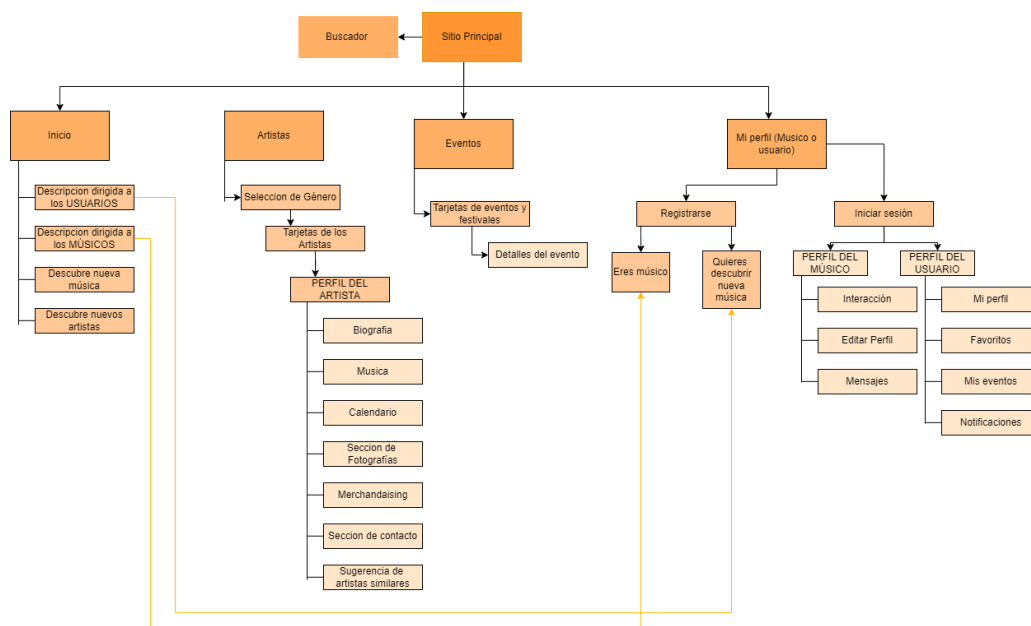 Buscador
Sitio Principal
Inicio
Artistas
Eventos
Mi perfil (Musico o
usuario)
Descripcion dirigida a
los USUARIOS
Descripcion dirigida a
los MÚSICOS
Descubre nueva
música
Descubre nuevos
artistas
Seleccion de Género
Tarjetas de los
Artistas
PERFIL DEL
ARTISTA
Biografia
Musica
Calendario
Seccion de
Fotografías
Merchandaising
Seccion de contacto
Sugerencia de
artistas similares
Tarjetas de eventos y
festivales
Detalles del evento
Registrarse
Eres músico
Quieres
descubrir nueva
música
Iniciar sesión
PERFIL DEL
MÚSICO
Interacción
Editar Perfil
Mensajes
PERFIL DEL
USUARIO
Mi perfil
Favoritos
Mis eventos
Notificaciones